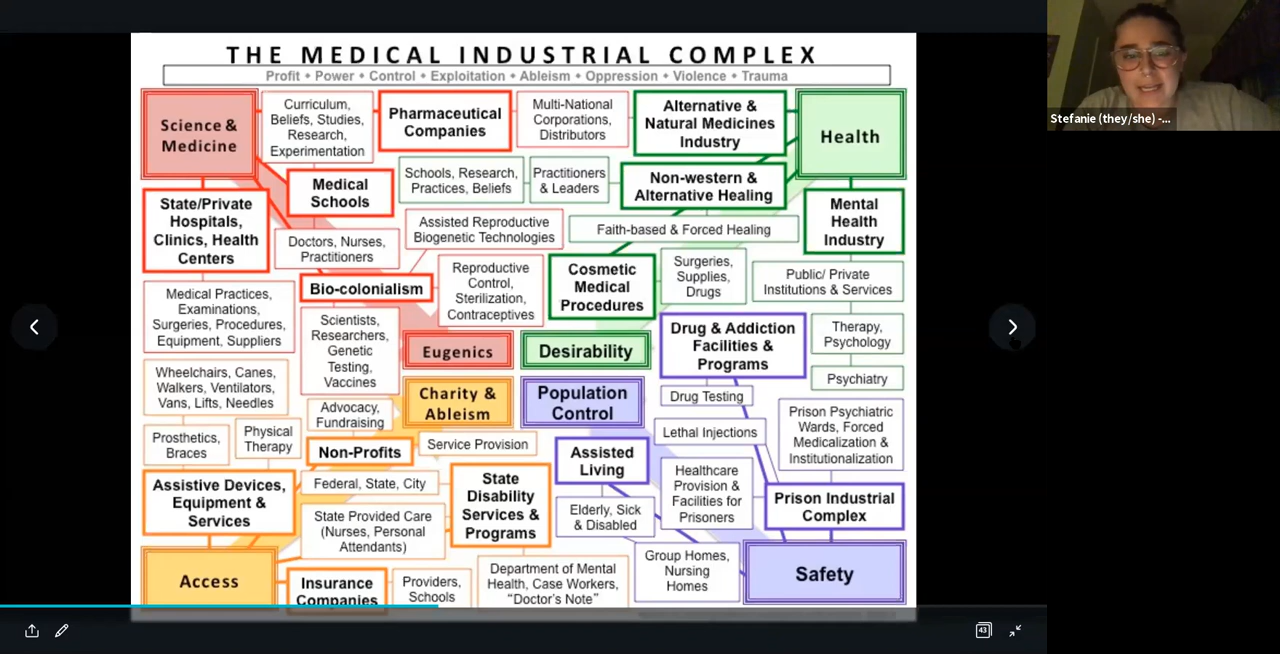 THE MEDICAL INDUSTRIAL COMPLEX
Profit • Power • Control • Exploitation • Ableism • Oppression • Violence • Trauma
Science &
Medicine
Curriculum,
Beliefs, Studies,
Research,
Experimentation
Pharmaceutical
Companies
Multi-National
Corporations,
Distributors
Alternative &
Natural Medicines
Industry
Health
Medical
Schools
Schools, Research,
Practices, Beliefs
Practitioners
& Leaders
Non-western &
Alternative Healing
State/Private
Hospitals,
Clinics, Health
Centers
Mental
Health
Industry
Doctors, Nurses,
Practitioners
Assisted Reproductive
Biogenetic Technologies
Faith-based & Forced Healing
Bio-colonialism
Reproductive
Control,
Sterilization,
Contraceptives
Cosmetic
Medical
Procedures
Surgeries,
Supplies,
Drugs
Public/ Private
Institutions & Services
Medical Practices,
Examinations,
Surgeries, Procedures,
Equipment, Suppliers
Scientists,
Researchers,
Genetic
Testing,
Vaccines
Eugenics
Desirability
Drug & Addiction
Facilities &
Programs
Therapy,
Psychology
Psychiatry
Wheelchairs, Canes,
Walkers, Ventilators,
Vans, Lifts, Needles
Charity &
Ableism
Population
Control
Drug Testing
Advocacy,
Fundraising
Prison Psychiatric
Wards, Forced
Medicalization &
Institutionalization
Prosthetics,
Braces
Physical
Therapy
Non-Profits
Service Provision
Assisted
Living
Lethal Injections
Assistive Devices,
Equipment &
Services
Federal, State, City
State
Disability
Services &
Programs
Healthcare
Provision &
Facilities for
Prisoners
Prison Industrial
Complex
State Provided Care
(Nurses, Personal
Attendants)
Elderly, Sick
& Disabled
Access
Insurance
Companies
Providers,
Schools
Department of Mental
Health, Case Workers,
“Doctor’s Note”
Group Homes,
Nursing
Homes
Safety
Stefanie (they/she) -...
43